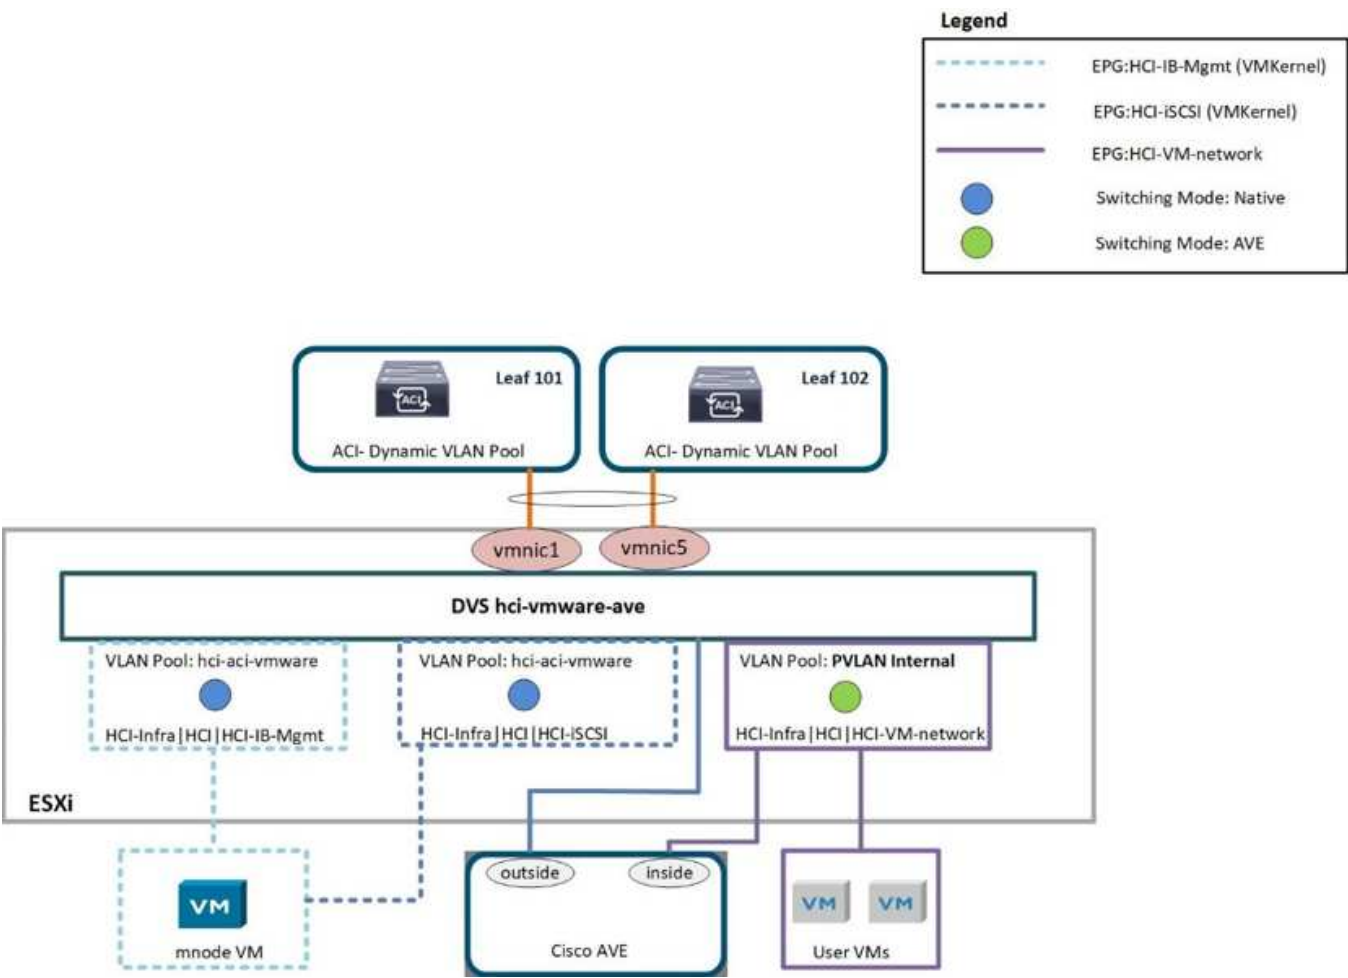 Legend
EPG:HCI-IB-Mgmt (VMKernel)
EPG:HCI-iSCSI (VMKernel)
EPG:HCI-VM-network
Switching Mode: Native
Switching Mode: AVE
Leaf 101
ACI
ACI- Dynamic VLAN Pool
Leaf 102
ACI
ACI- Dynamic VLAN Pool
vmnic1
vmnic5
DVS hci-vmware-ave
VLAN Pool: hci-aci-vmware
HCI-Infra|HCI|HCI-IB-Mgmt
VLAN Pool: hci-aci-vmware
HCI-Infra|HCI|HCI-iSCSI
VLAN Pool: PVLAN Internal
HCI-Infra|HCI|HCI-VM-network
ESXi
VM
mnode VM
outside
inside
Cisco AVE
VM
VM
User VMs